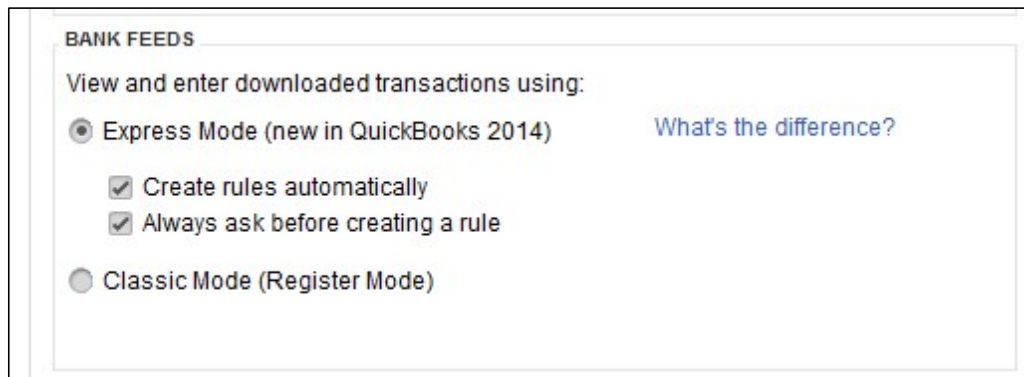 BANK FEEDS
View and enter downloaded transactions using:
Express Mode (new in QuickBooks 2014) What's the difference?
Create rules automatically
Always ask before creating a rule
Classic Mode (Register Mode)